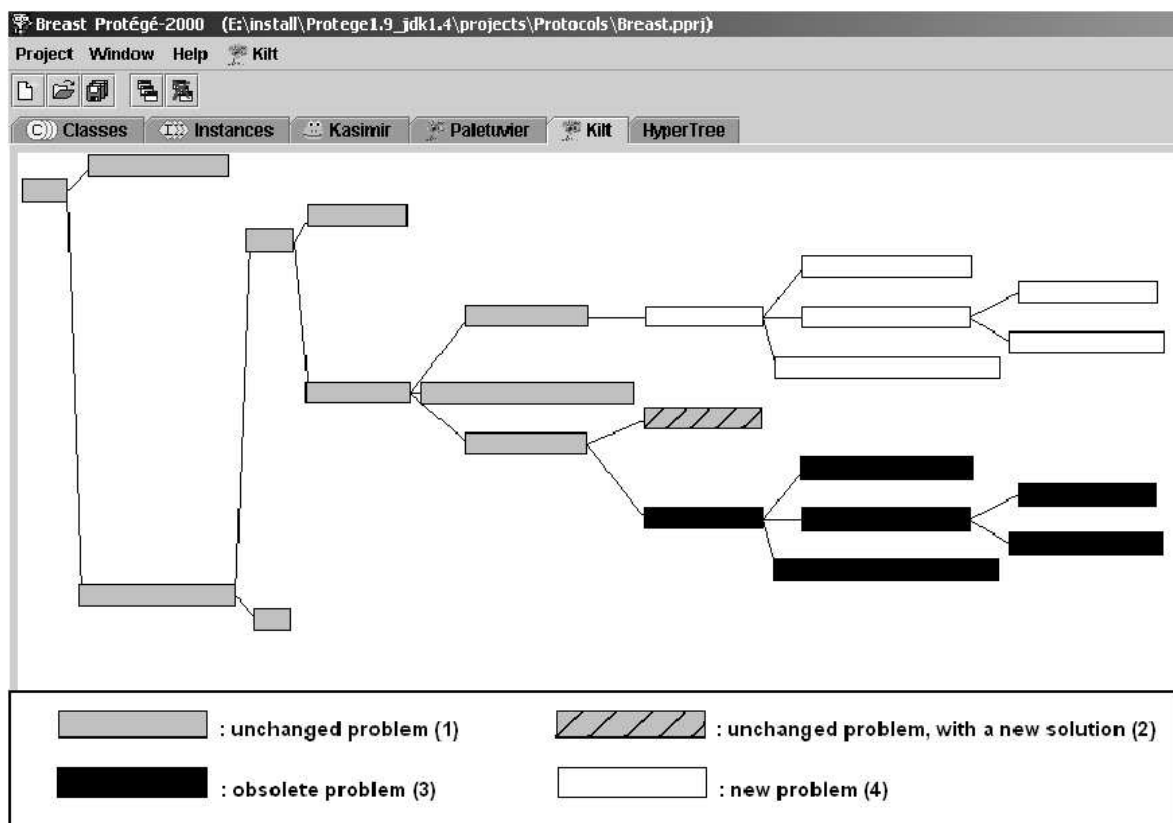 Breast Protégé-2000 (E:\install\Protege1.9_jdk1.4\projects\Protocols\Breast.pprj)
Project Window Help Kilt
C Classes I Instances Kasimir Paletuvier Kilt HyperTree
: unchanged problem (1) : unchanged problem, with a new solution (2)
: obsolete problem (3) : new problem (4)